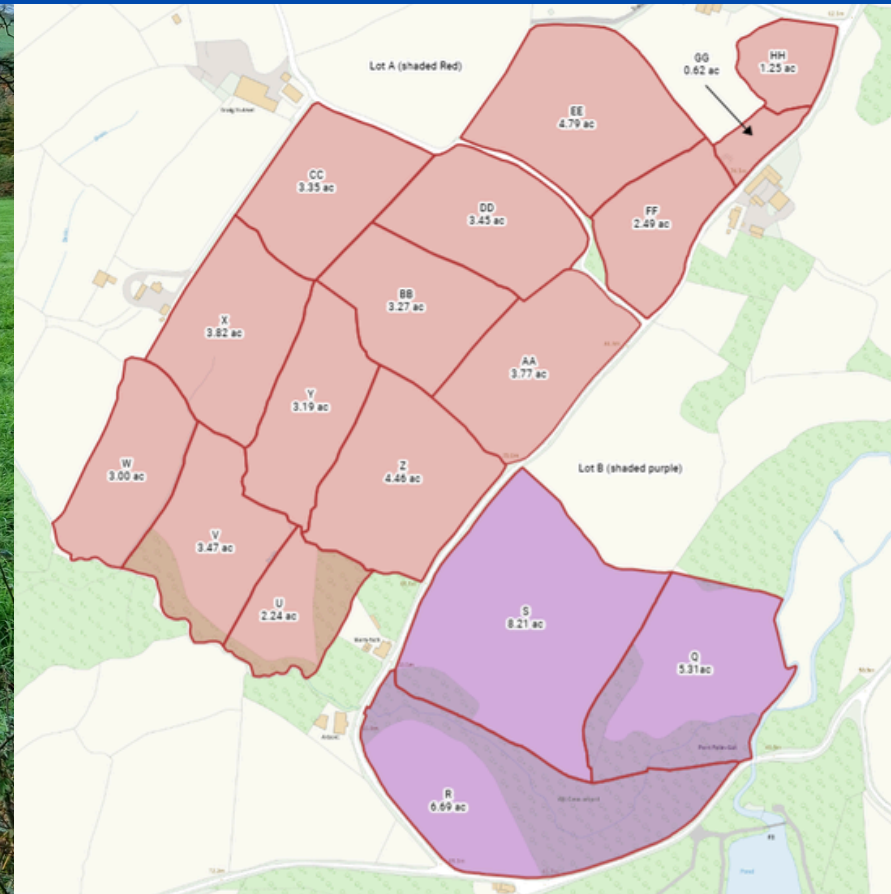 Lot A (shaded Red)
GG
0.62 ac
HH
1.25 ac
EE
4.79 ac
CC
3.35 ac
DD
3.45 ac
FF
2.49 ac
BB
3.27 ac
X
3.82 ac
AA
3.77 ac
Y
3.19 ac
W
3.00 ac
Z
4.46 ac
Lot B (shaded purple)
V
3.47 ac
U
2.24 ac
S
8.21 ac
Q
5.31ac
R
6.69 ac
Pond